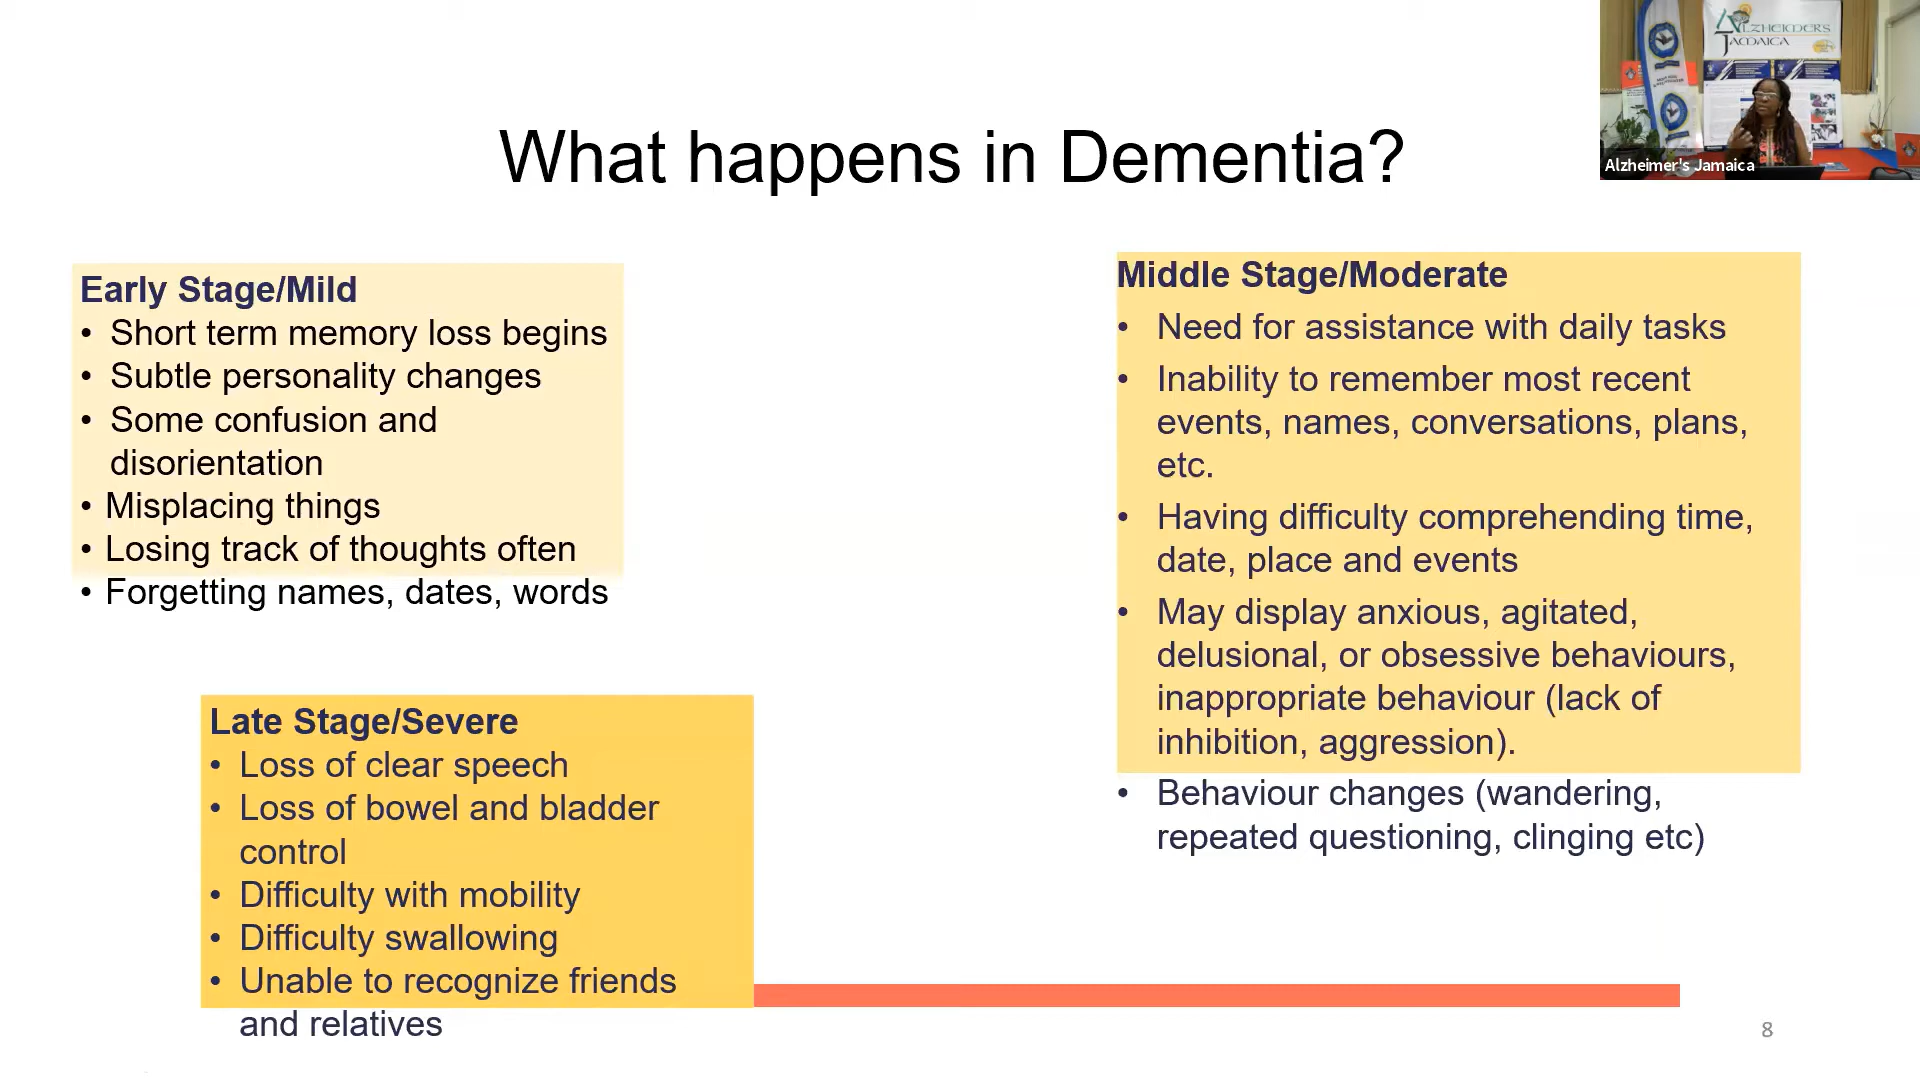 What happens in Dementia?
ALZHEIMER'S
JAMAICA
Alzheimer's Jamaica
Early Stage/Mild
• Short term memory loss begins
• Subtle personality changes
• Some confusion and
disorientation
• Misplacing things
• Losing track of thoughts often
• Forgetting names, dates, words
Middle Stage/Moderate
• Need for assistance with daily tasks
• Inability to remember most recent
events, names, conversations, plans,
etc.
• Having difficulty comprehending time,
date, place and events
• May display anxious, agitated,
delusional, or obsessive behaviours,
inappropriate behaviour (lack of
inhibition, aggression).
• Behaviour changes (wandering,
repeated questioning, clinging etc)
Late Stage/Severe
• Loss of clear speech
• Loss of bowel and bladder
control
• Difficulty with mobility
• Difficulty swallowing
• Unable to recognize friends
and relatives
8